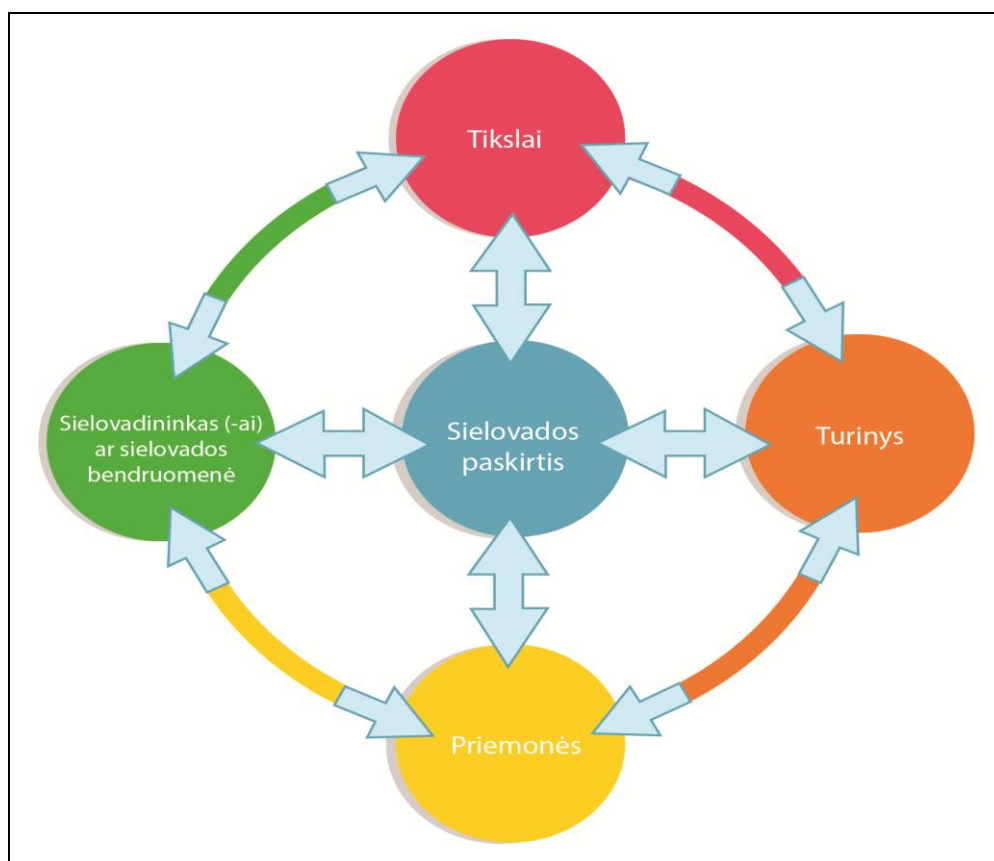 Tikslai
Sielovadininkas (-ai)
ar sielovados
bendruomenė
Sielovados
paskirtis
Turinys
Priemonės